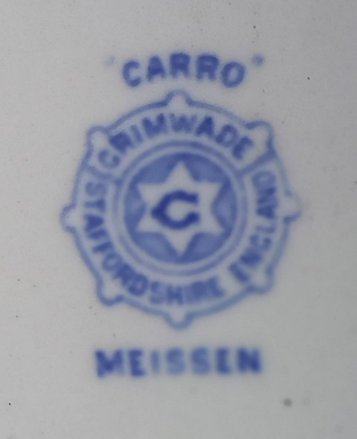 "CARRO"
GRIMWADE
STAFFORDSHIRE ENGLAND
C
MEISSEN